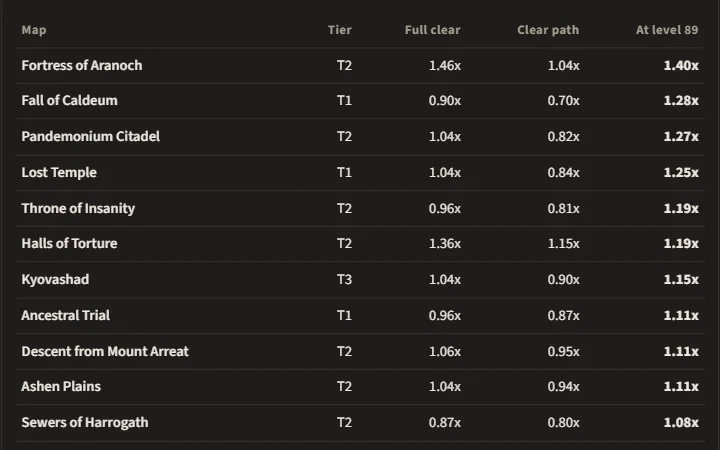 Map Tier Full clear Clear path At level 89
Fortress of Aranoch T2 1.46x 1.04x 1.40x
Fall of Caldeum T1 0.90x 0.70x 1.28x
Pandemonium Citadel T2 1.04x 0.82x 1.27x
Lost Temple T1 1.04x 0.84x 1.25x
Throne of Insanity T2 0.96x 0.81x 1.19x
Halls of Torture T2 1.36x 1.15x 1.19x
Kyovashad T3 1.04x 0.90x 1.15x
Ancestral Trial T1 0.96x 0.87x 1.11x
Descent from Mount Arreat T2 1.06x 0.95x 1.11x
Ashen Plains T2 1.04x 0.94x 1.11x
Sewers of Harrogath T2 0.87x 0.80x 1.08x